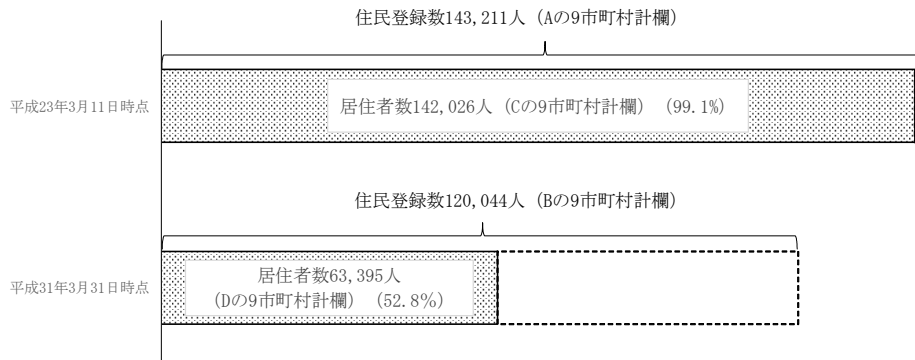 住民登録数143,211人（Aの9市町村計欄）
平成23年3月11日時点
居住者数142,026人（Cの9市町村計欄）（99.1%）
住民登録数120,044人（Bの9市町村計欄）
平成31年3月31日時点
居住者数63,395人
（Dの9市町村計欄）（52.8%）